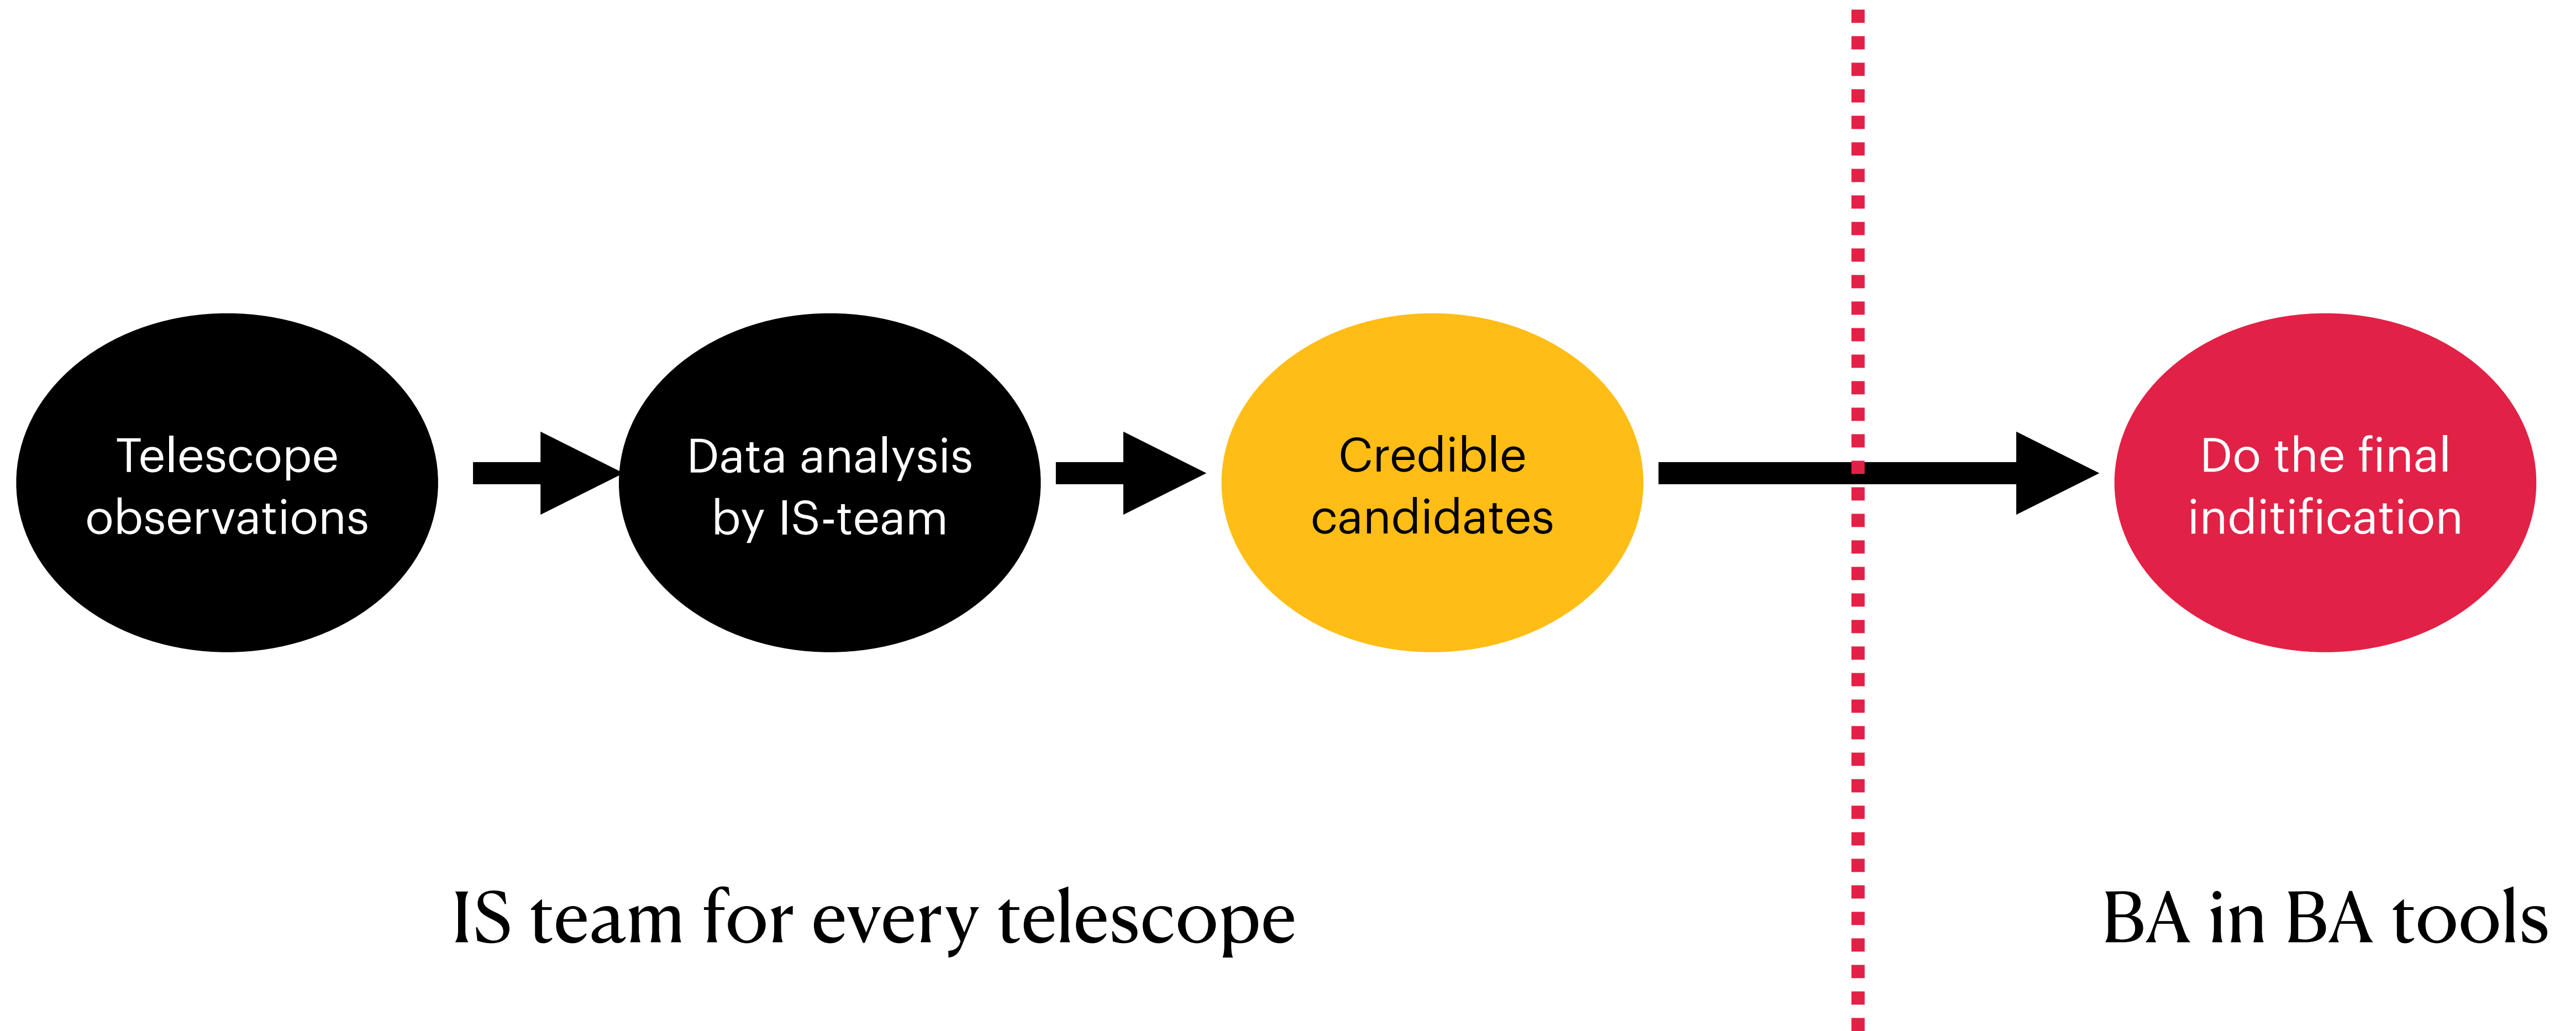 Telescope
observations
Data analysis
by IS-team
Credible
candidates
Do the final
inditification
IS team for every telescope
BA in BA tools